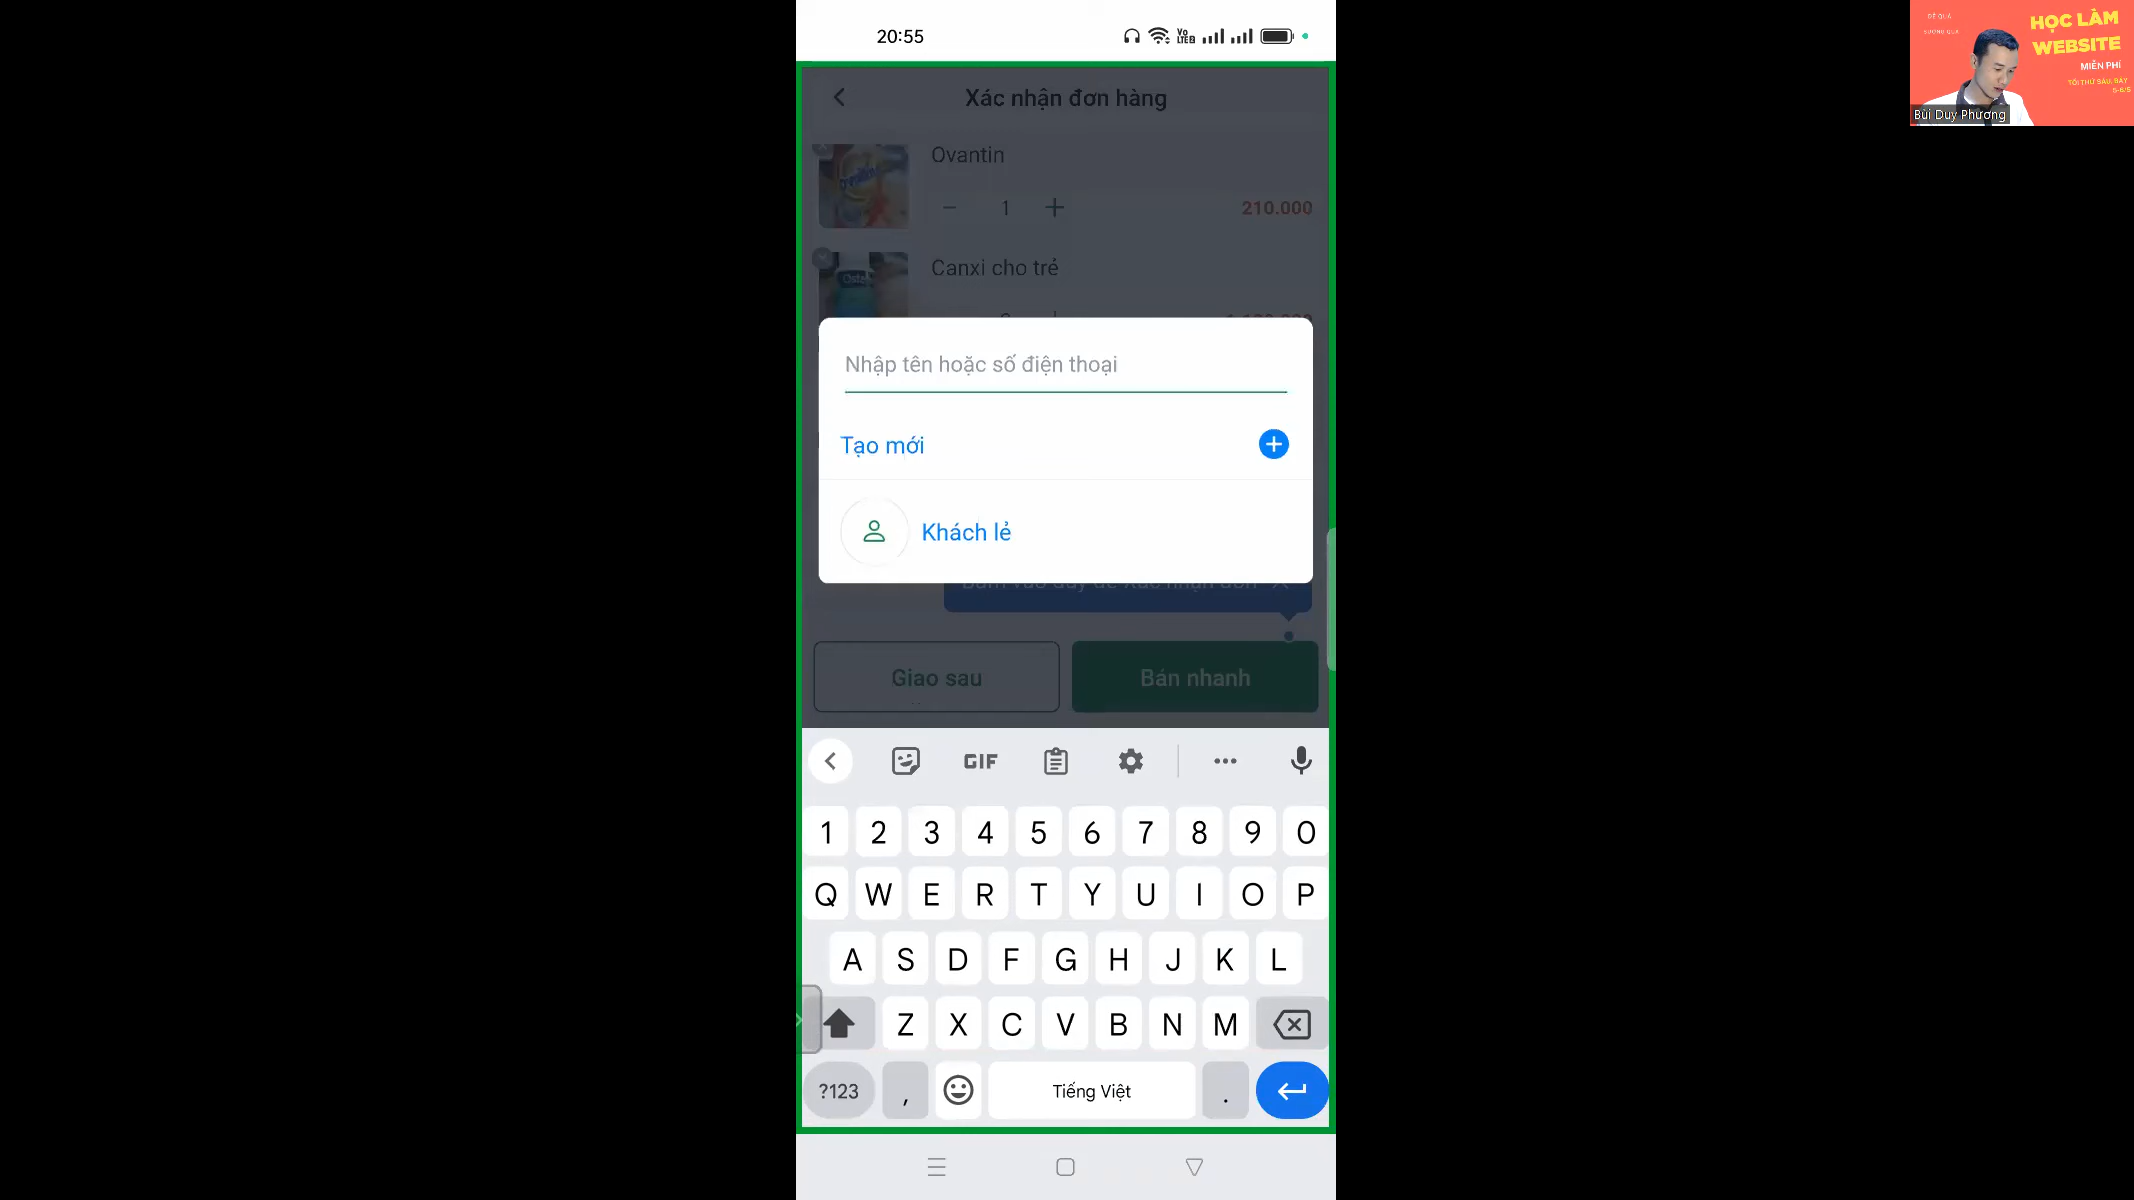 20:55
Xác nhận đơn hàng
Ovantin
1
210.000
Canxi cho trẻ
Nhập tên hoặc số điện thoại
Tạo mới
Khách lẻ
Giao sau
Bán nhanh
GIF
1 2 3 4 5 6 7 8 9 0
Q W E R T Y U I O P
A S D F G H J K L
Z X C V B N M
?123 , Tiếng Việt .
HỌC LÀM
WEBSITE
MIỄN PHÍ
Bùi Duy Phương